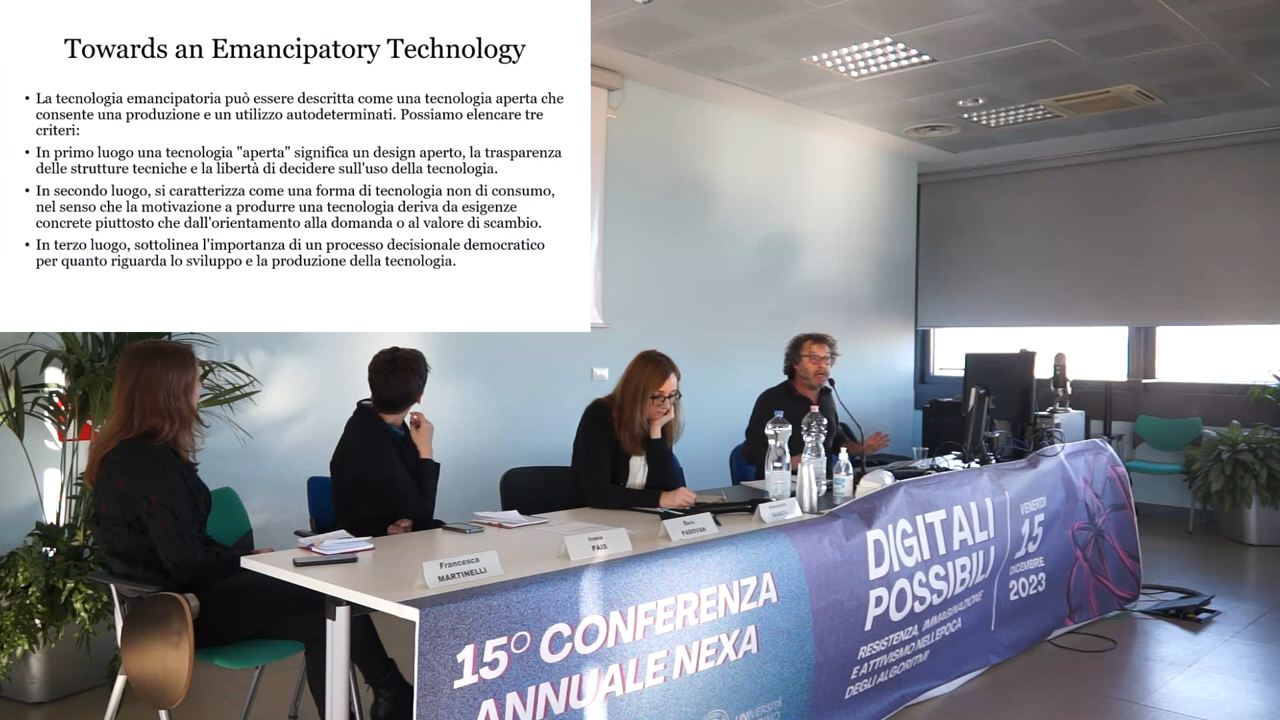 Towards an Emancipatory Technology
• La tecnologia emancipatoria può essere descritta come una tecnologia aperta che
consente una produzione e un utilizzo autodeterminati. Possiamo elencare tre
criteri:
• In primo luogo una tecnologia "aperta" significa un design aperto, la trasparenza
delle strutture tecniche e la libertà di decidere sull'uso della tecnologia.
• In secondo luogo, si caratterizza come una forma di tecnologia non di consumo,
nel senso che la motivazione a produrre una tecnologia deriva da esigenze
concrete piuttosto che dall'orientamento alla domanda o al valore di scambio.
• In terzo luogo, sottolinea l'importanza di un processo decisionale democratico
per quanto riguarda lo sviluppo e la produzione della tecnologia.
Francesca
MARTINELLI
Ivana
PAIS
Dario
PADOVAN
15° CONFERENZA
ANNUALE NEXA
DIGITALI
POSSIBILI
RESISTENZA, IMMAGINAZIONE
E ATTIVISMO NELL'EPOCA
DEGLI ALGORITMI
VENERDÌ
15
DICEMBRE
2023
UNIVERSITÀ